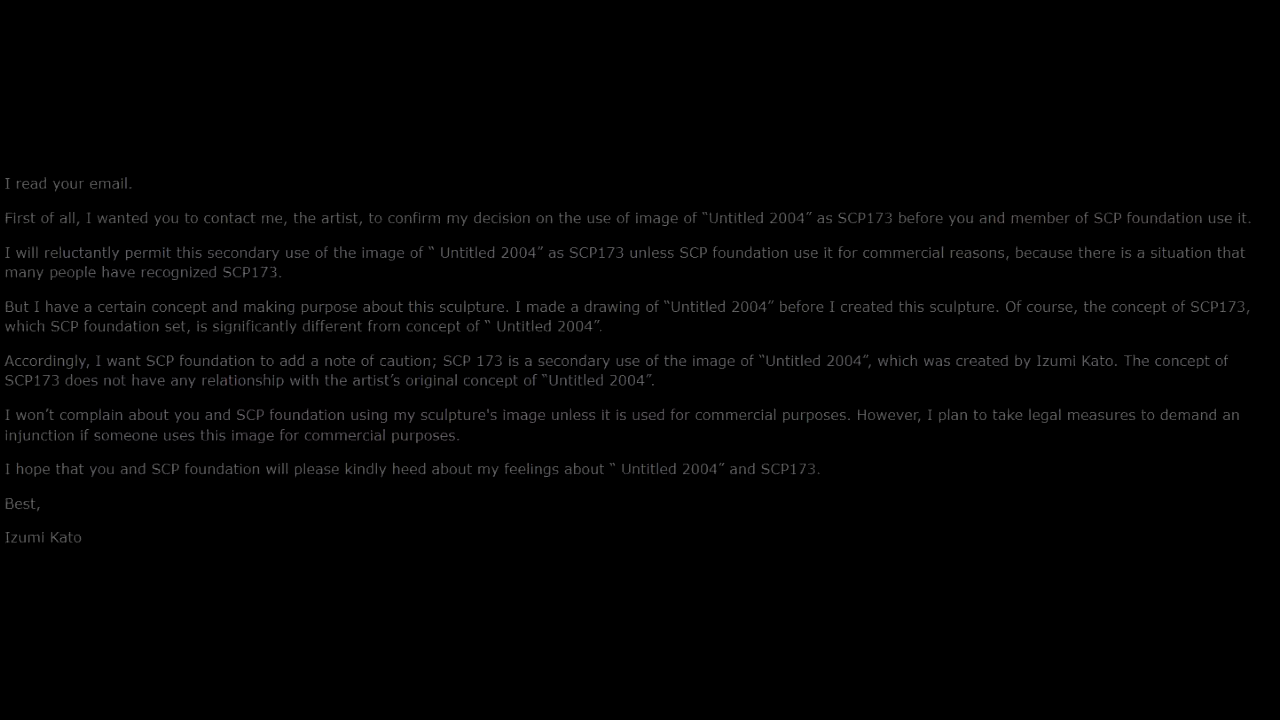 I read your email.
First of all, I wanted you to contact me, the artist, to confirm my decision on the use of image of “Untitled 2004” as SCP173 before you and member of SCP foundation use it.
I will reluctantly permit this secondary use of the image of “ Untitled 2004” as SCP173 unless SCP foundation use it for commercial reasons, because there is a situation that
many people have recognized SCP173.
But I have a certain concept and making purpose about this sculpture. I made a drawing of “Untitled 2004” before I created this sculpture. Of course, the concept of SCP173,
which SCP foundation set, is significantly different from concept of “ Untitled 2004”.
Accordingly, I want SCP foundation to add a note of caution; SCP 173 is a secondary use of the image of “Untitled 2004”, which was created by Izumi Kato. The concept of
SCP173 does not have any relationship with the artist’s original concept of “Untitled 2004”.
I won’t complain about you and SCP foundation using my sculpture's image unless it is used for commercial purposes. However, I plan to take legal measures to demand an
injunction if someone uses this image for commercial purposes.
I hope that you and SCP foundation will please kindly heed about my feelings about “ Untitled 2004” and SCP173.
Best,
Izumi Kato